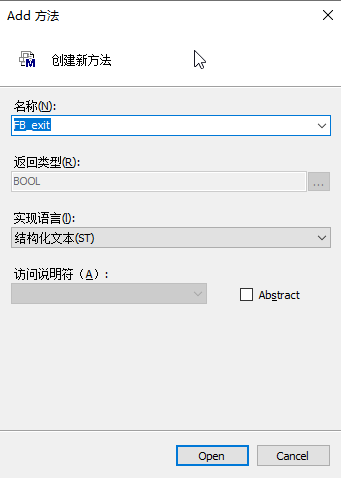 Add 方法
创建新方法
名称(N):
FB_exit
返回类型(R):
BOOL
...
实现语言(I):
结构化文本(ST)
访问说明符（A）:
Abstract
Open
Cancel